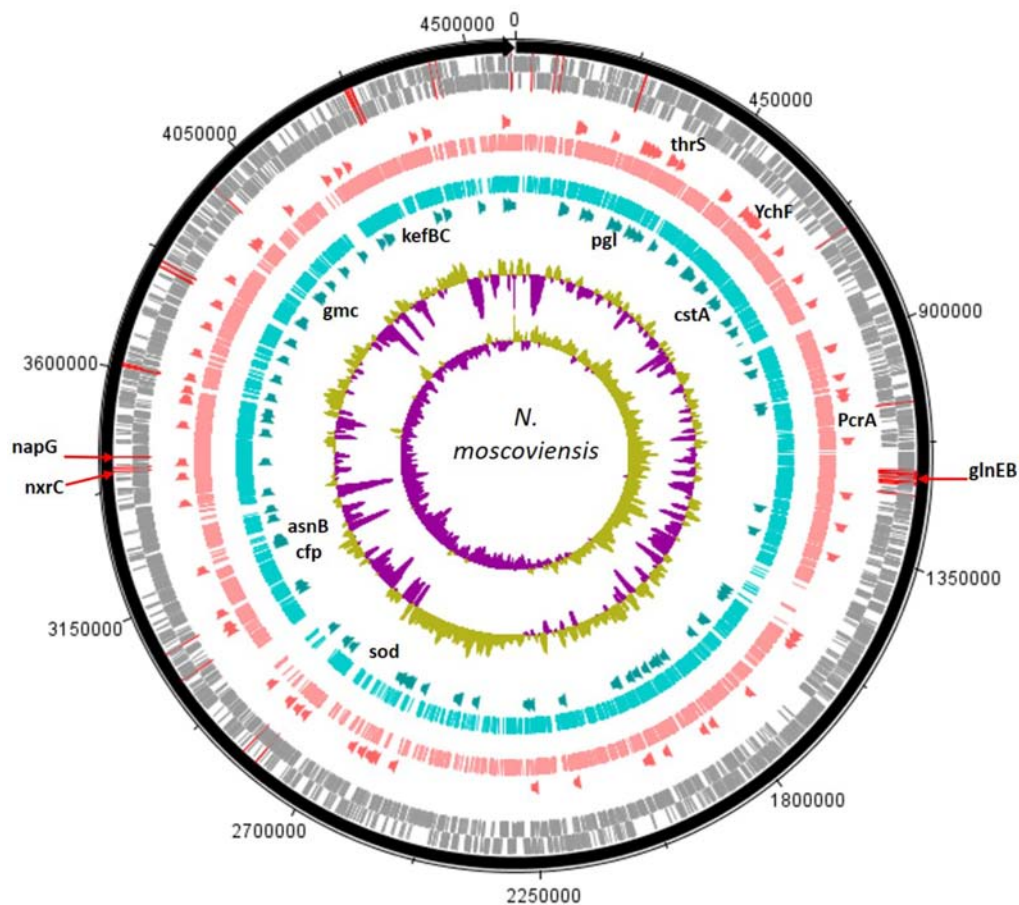 4500000
0
450000
4050000
thrS
YchF
kefBC
pgl
gmc
cstA
900000
3600000
N.
moscoviensis
PcrA
napG
nxrC
glnEB
asnB
cfp
1350000
3150000
sod
1800000
2700000
2250000